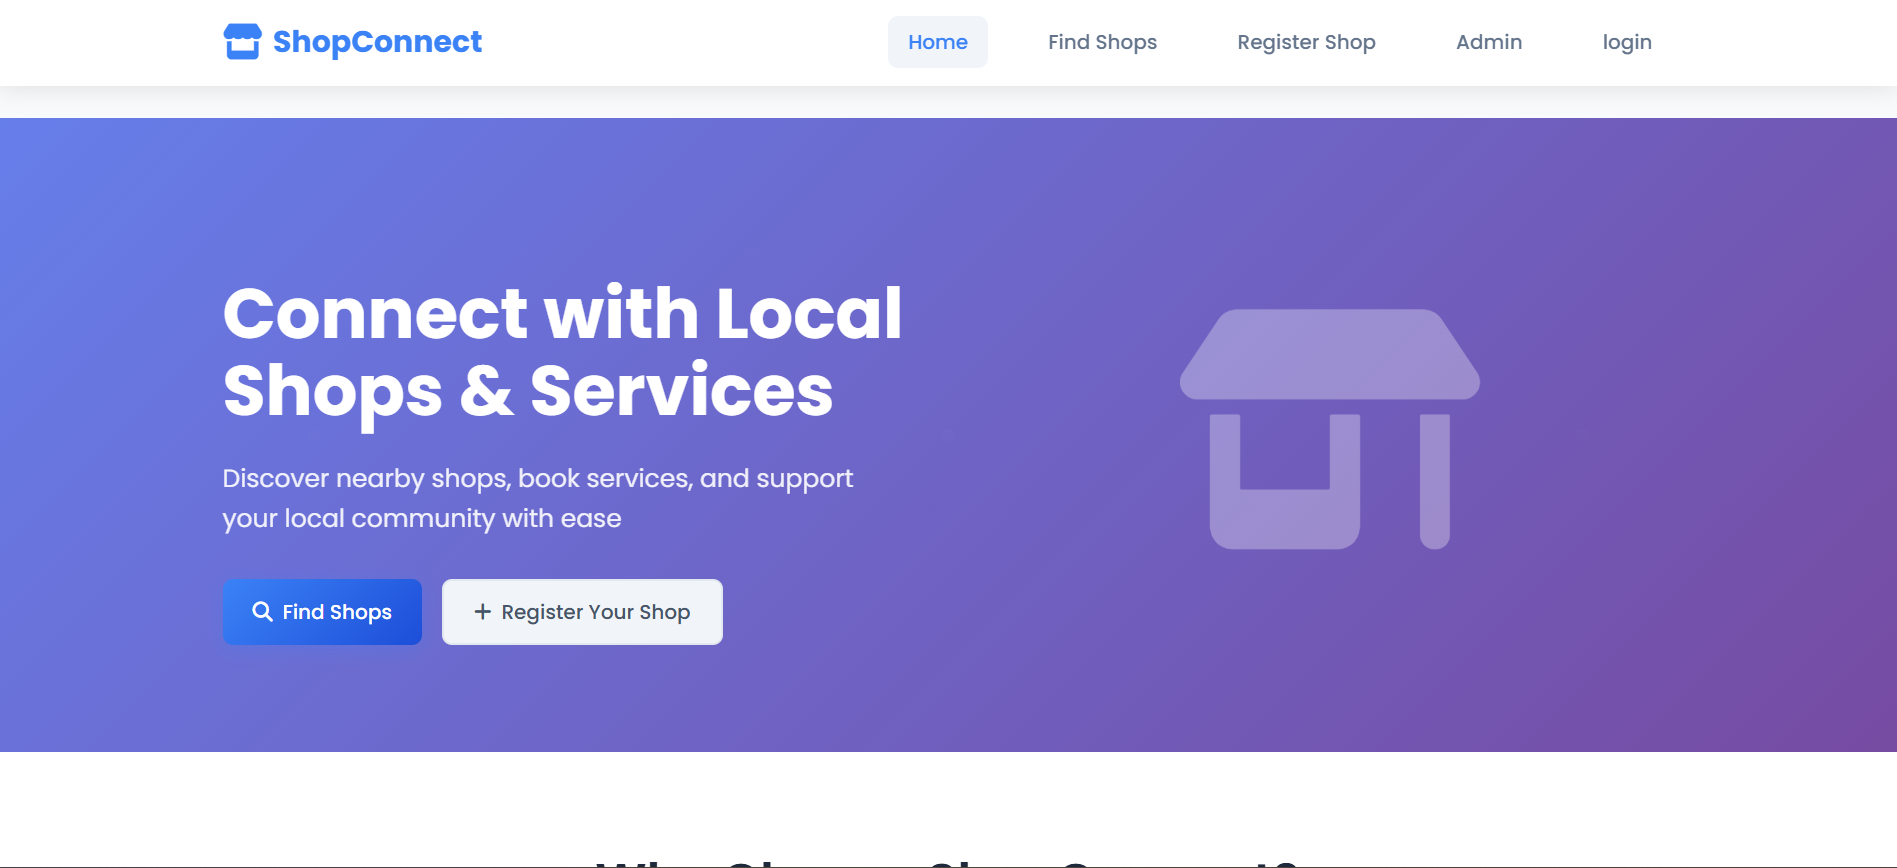 ShopConnect
Home
Find Shops
Register Shop
Admin
login
Connect with Local
Shops & Services
Discover nearby shops, book services, and support
your local community with ease
Find Shops
Register Your Shop